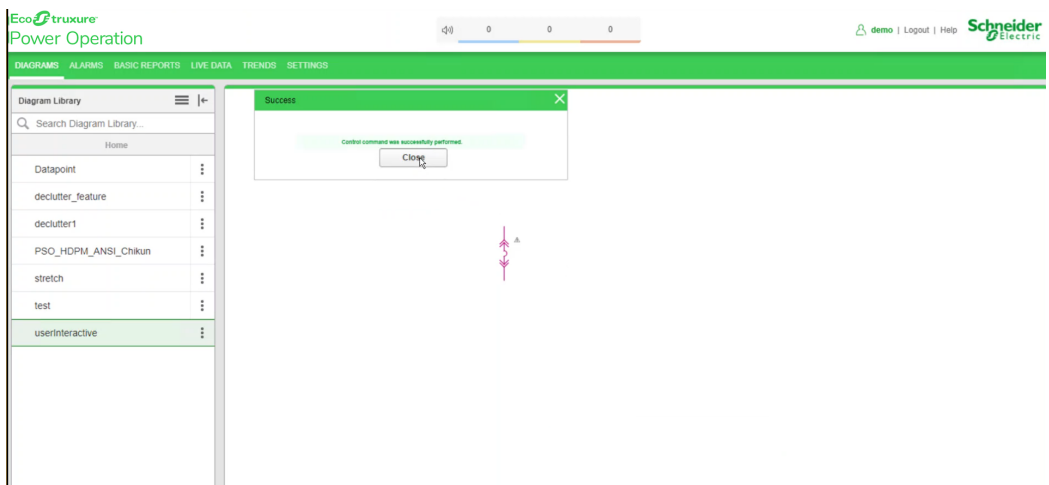 EcoStruxure
Power Operation
0 0 0
demo | Logout | Help
Schneider
Electric
DIAGRAMS ALARMS BASIC REPORTS LIVE DATA TRENDS SETTINGS
Diagram Library
Search Diagram Library...
Home
Datapoint
declutter_feature
declutter1
PSO_HDPM_ANSI_Chikun
stretch
test
userInteractive
Success
Control command was successfully performed.
Close